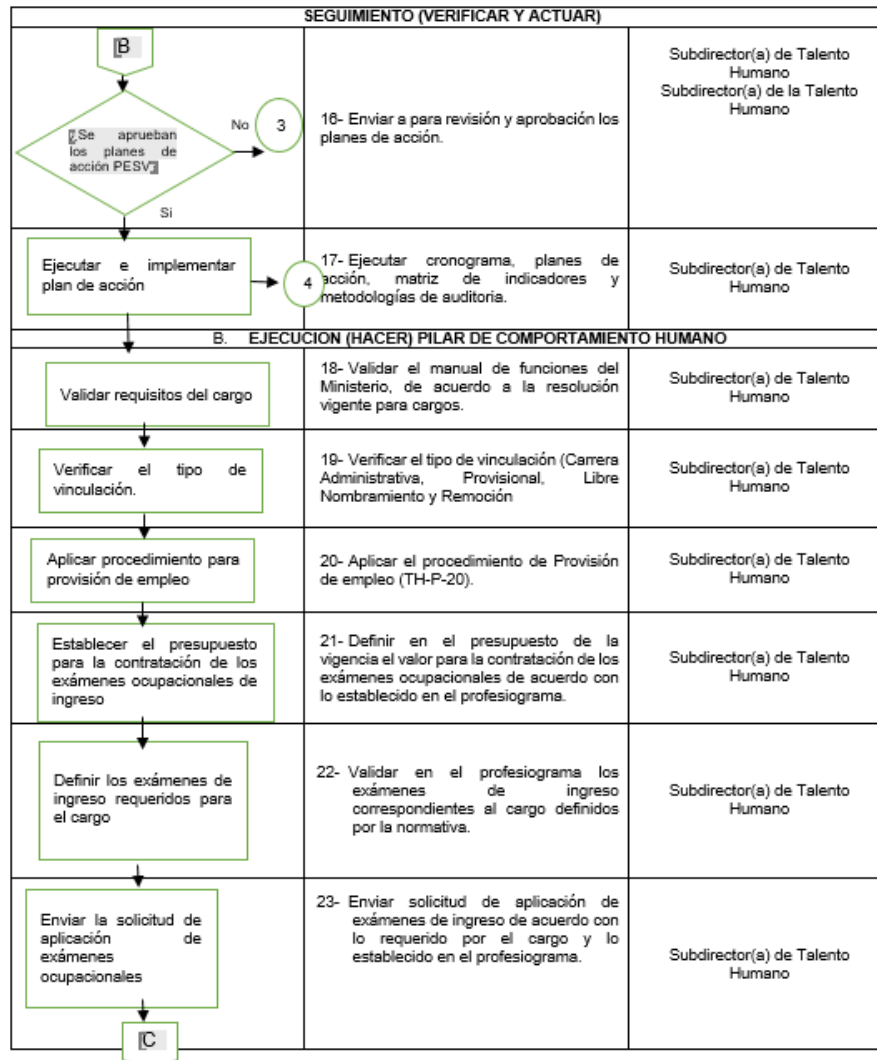 SEGUIMIENTO (VERIFICAR Y ACTUAR)
B
¿Se aprueban
los planes de
acción PESV?
No
3
Si
16- Enviar a para revisión y aprobación los
planes de acción.
Subdirector(a) de Talento
Humano
Subdirector(a) de la Talento
Humano
Ejecutar e implementar
plan de acción
4
17- Ejecutar cronograma, planes de
acción, matriz de indicadores y
metodologías de auditoria.
Subdirector(a) de Talento
Humano
B. EJECUCION (HACER) PILAR DE COMPORTAMIENTO HUMANO
Validar requisitos del cargo
18- Validar el manual de funciones del
Ministerio, de acuerdo a la resolución
vigente para cargos.
Subdirector(a) de Talento
Humano
Verificar el tipo de
vinculación.
19- Verificar el tipo de vinculación (Carrera
Administrativa, Provisional, Libre
Nombramiento y Remoción
Subdirector(a) de Talento
Humano
Aplicar procedimiento para
provisión de empleo
20- Aplicar el procedimiento de Provisión
de empleo (TH-P-20).
Subdirector(a) de Talento
Humano
Establecer el presupuesto
para la contratación de los
exámenes ocupacionales de
ingreso
21- Definir en el presupuesto de la
vigencia el valor para la contratación de los
exámenes ocupacionales de acuerdo con
lo establecido en el profesiograma.
Subdirector(a) de Talento
Humano
Definir los exámenes de
ingreso requeridos para
el cargo
22- Validar en el profesiograma los
exámenes de ingreso
correspondientes al cargo definidos
por la normativa.
Subdirector(a) de Talento
Humano
Enviar la solicitud de
aplicación de
exámenes
ocupacionales
23- Enviar solicitud de aplicación de
exámenes de ingreso de acuerdo con
lo requerido por el cargo y lo
establecido en el profesiograma.
Subdirector(a) de Talento
Humano
C